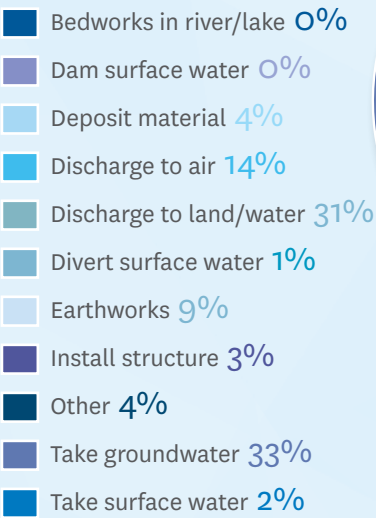 Bedworks in river/lake 0%
Dam surface water 0%
Deposit material 4%
Discharge to air 14%
Discharge to land/water 31%
Divert surface water 1%
Earthworks 9%
Install structure 3%
Other 4%
Take groundwater 33%
Take surface water 2%